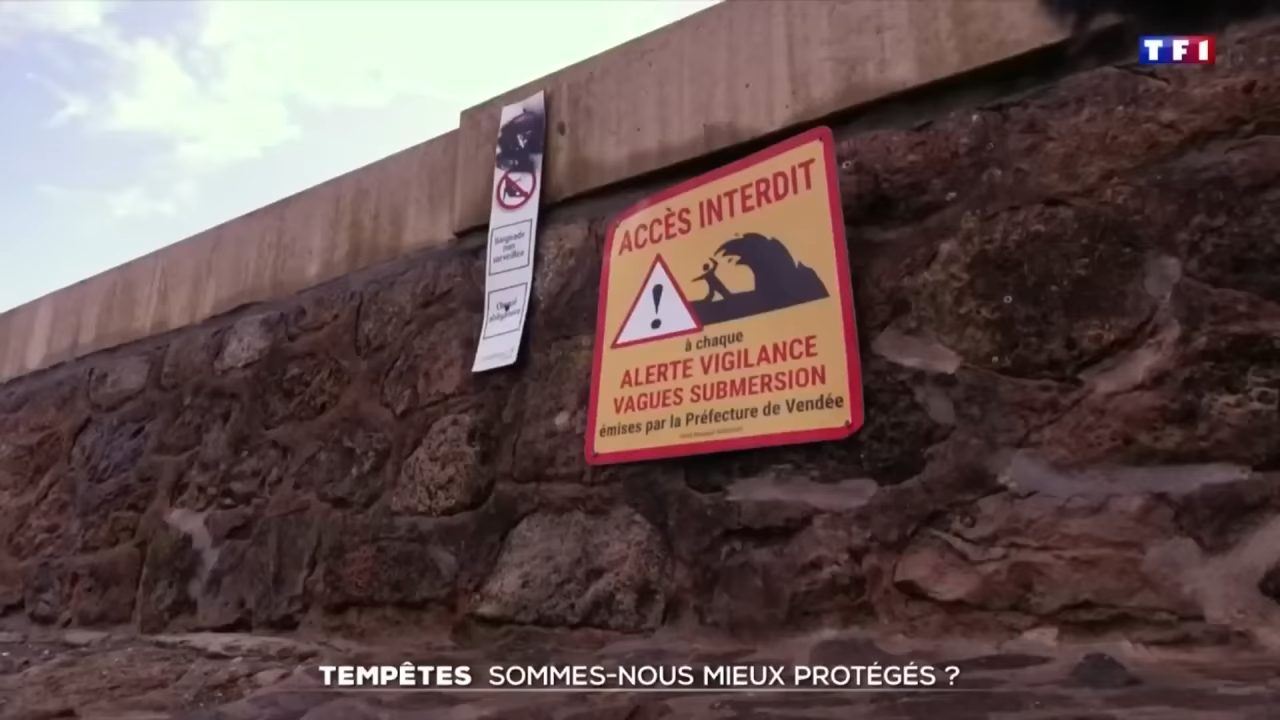 TF1
Baignade
non
surveillée
ACCÈS INTERDIT
à chaque
ALERTE VIGILANCE
VAGUES SUBMERSION
émises par la Préfecture de Vendée
TEMPÊTES SOMMES-NOUS MIEUX PROTÉGÉS ?